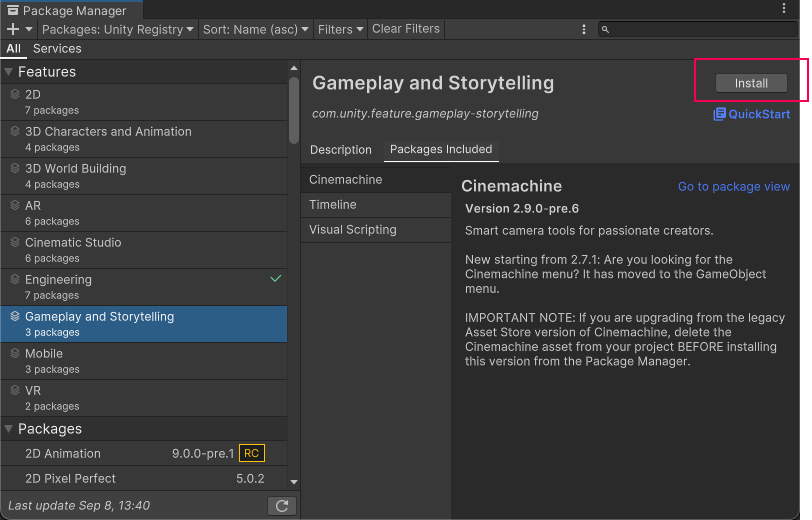 Package Manager
Packages: Unity Registry Sort: Name (asc) Filters Clear Filters
All Services
Features
2D
7 packages
3D Characters and Animation
4 packages
3D World Building
4 packages
AR
6 packages
Cinematic Studio
6 packages
Engineering
7 packages
Gameplay and Storytelling
3 packages
Mobile
3 packages
VR
2 packages
Packages
2D Animation 9.0.0-pre.1 RC
2D Pixel Perfect 5.0.2
Last update Sep 8, 13:40
Gameplay and Storytelling
Install
com.unity.feature.gameplay-storytelling
QuickStart
Description Packages Included
Cinemachine
Timeline
Visual Scripting
Cinemachine
Go to package view
Version 2.9.0-pre.6
Smart camera tools for passionate creators.
New starting from 2.7.1: Are you looking for the
Cinemachine menu? It has moved to the GameObject
menu.
IMPORTANT NOTE: If you are upgrading from the legacy
Asset Store version of Cinemachine, delete the
Cinemachine asset from your project BEFORE installing
this version from the Package Manager.